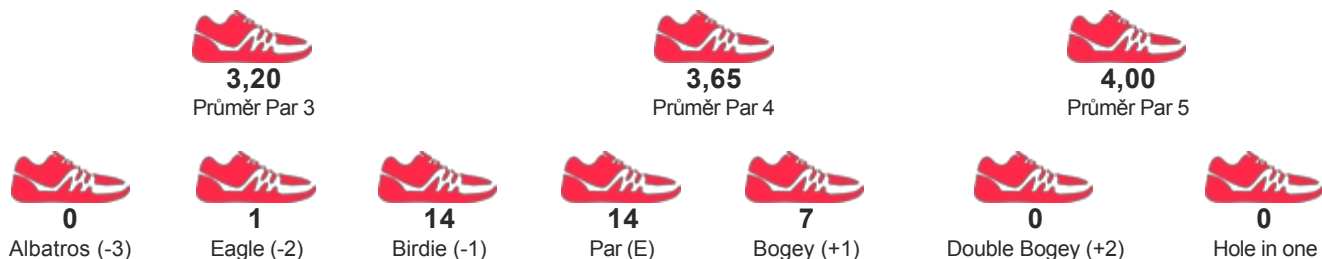 3,20 3,65 4,00
Průměr Par 3 Průměr Par 4 Průměr Par 5
0 1 14 14 7 0 0
Albatros (-3) Eagle (-2) Birdie (-1) Par (E) Bogey (+1) Double Bogey (+2) Hole in one